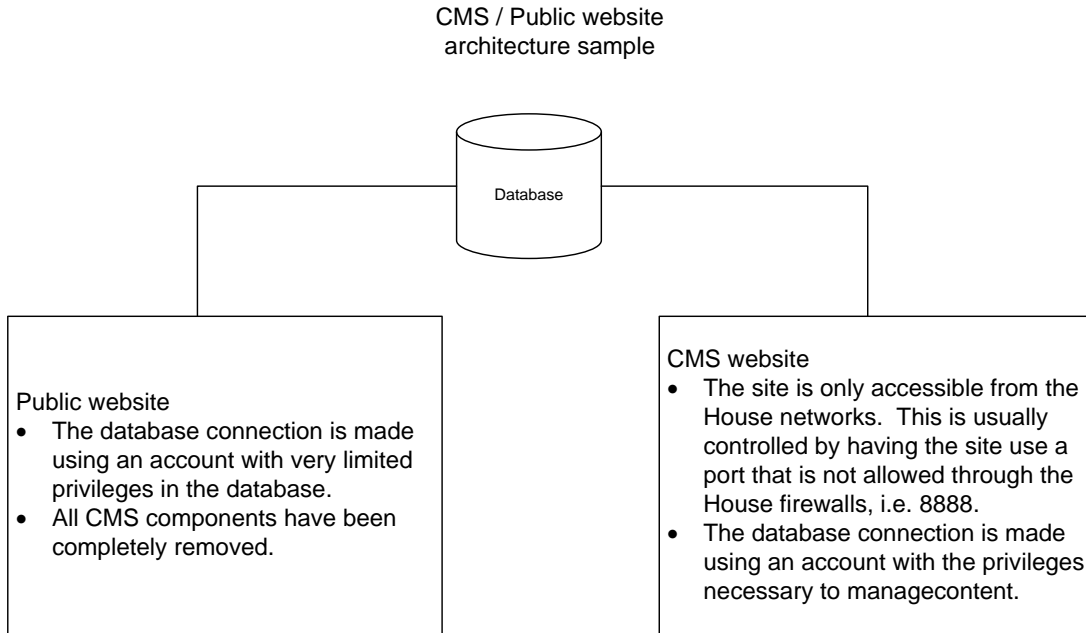 CMS / Public website
architecture sample
Database
Public website
• The database connection is made
using an account with very limited
privileges in the database.
• All CMS components have been
completely removed.
CMS website
• The site is only accessible from the
House networks.  This is usually
controlled by having the site use a
port that is not allowed through the
House firewalls, i.e. 8888.
• The database connection is made
using an account with the privileges
necessary to managecontent.